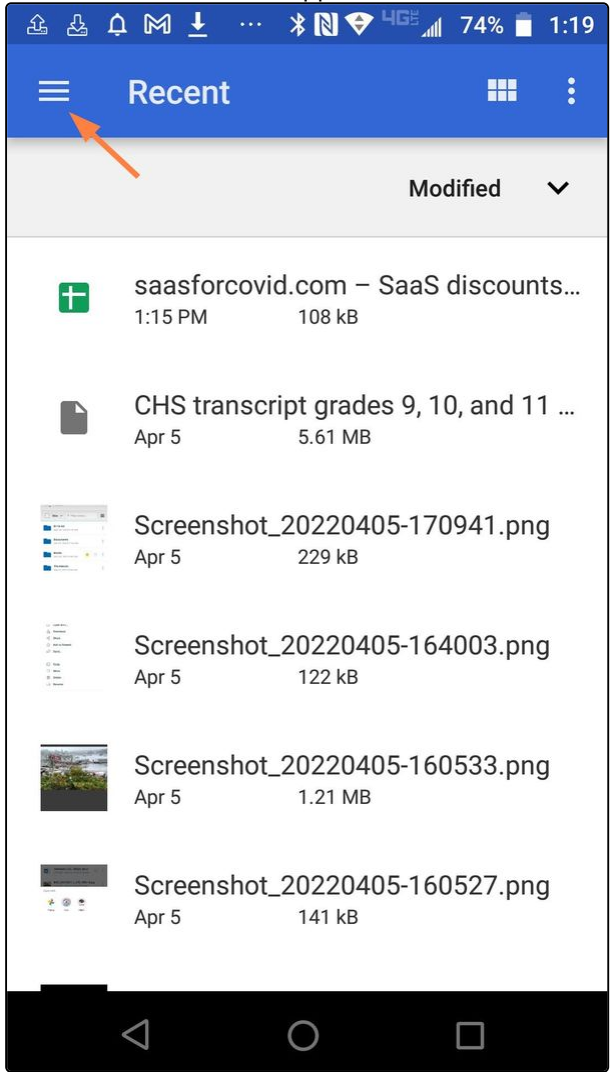 4G LTE 74% 1:19
Recent
Modified
saasforcovid.com – SaaS discounts...
1:15 PM 108 kB
CHS transcript grades 9, 10, and 11 ...
Apr 5 5.61 MB
Screenshot_20220405-170941.png
Apr 5 229 kB
Screenshot_20220405-164003.png
Apr 5 122 kB
Screenshot_20220405-160533.png
Apr 5 1.21 MB
Screenshot_20220405-160527.png
Apr 5 141 kB